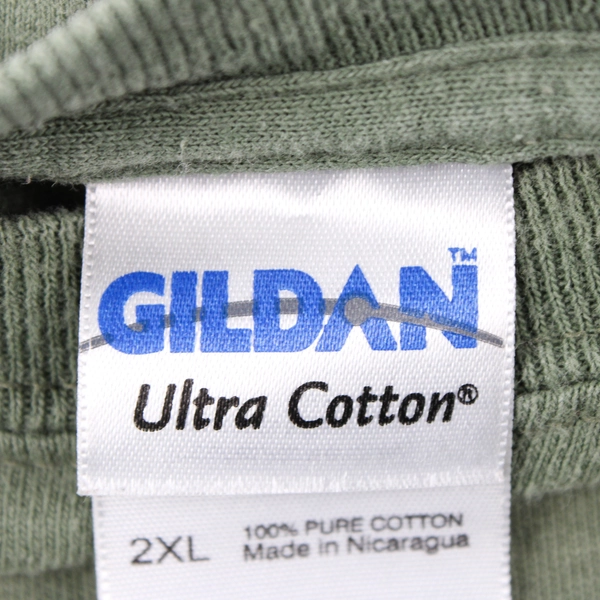 GILDAN™
Ultra Cotton®
2XL
100% PURE COTTON
Made in Nicaragua